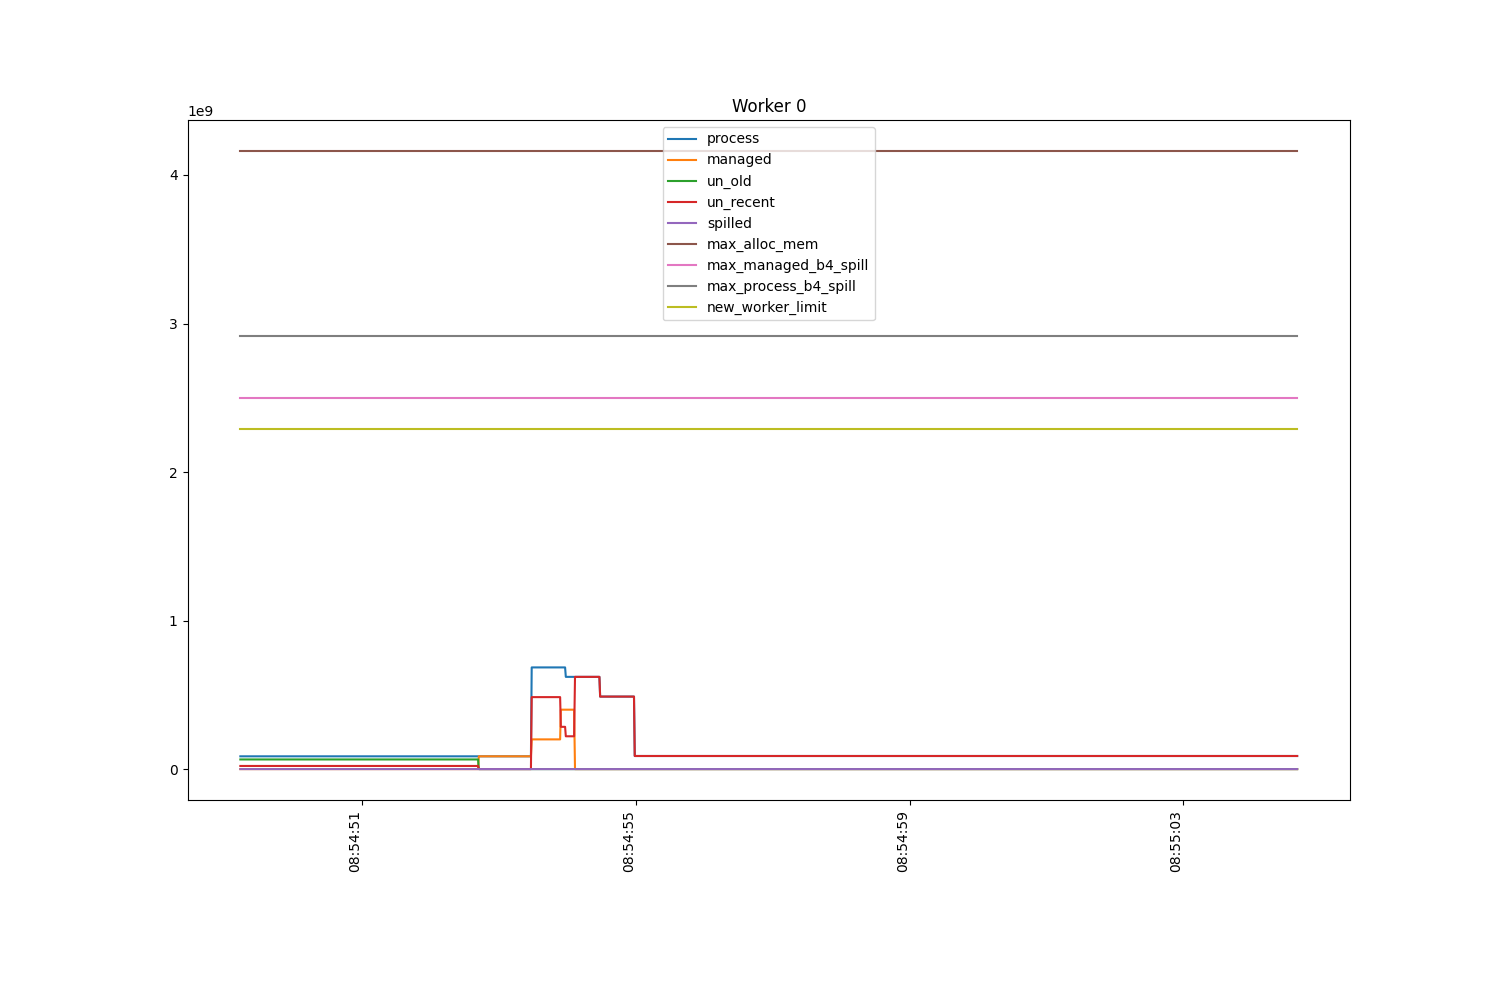 Worker 0
1e9
process
managed
un_old
un_recent
spilled
max_alloc_mem
max_managed_b4_spill
max_process_b4_spill
new_worker_limit
4
3
2
1
0
08:54:51
08:54:55
08:54:59
08:55:03